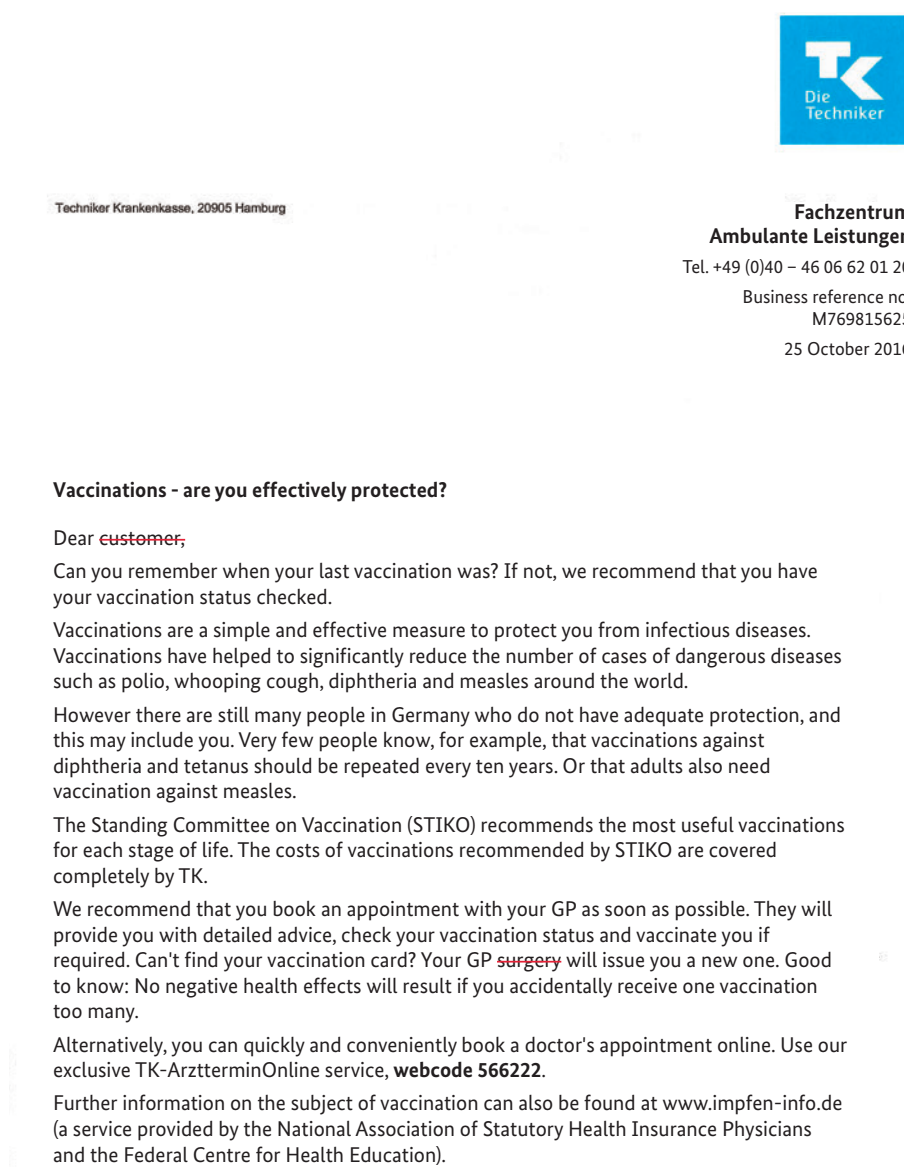 TK
Die
Techniker
Techniker Krankenkasse, 20905 Hamburg
Fachzentrum
Ambulante Leistungen
Tel. +49 (0)40 – 46 06 62 01 20
Business reference no
M769815625
25 October 2016
Vaccinations - are you effectively protected?
Dear customer,
Can you remember when your last vaccination was? If not, we recommend that you have
your vaccination status checked.
Vaccinations are a simple and effective measure to protect you from infectious diseases.
Vaccinations have helped to significantly reduce the number of cases of dangerous diseases
such as polio, whooping cough, diphtheria and measles around the world.
However there are still many people in Germany who do not have adequate protection, and
this may include you. Very few people know, for example, that vaccinations against
diphtheria and tetanus should be repeated every ten years. Or that adults also need
vaccination against measles.
The Standing Committee on Vaccination (STIKO) recommends the most useful vaccinations
for each stage of life. The costs of vaccinations recommended by STIKO are covered
completely by TK.
We recommend that you book an appointment with your GP as soon as possible. They will
provide you with detailed advice, check your vaccination status and vaccinate you if
required. Can't find your vaccination card? Your GP surgery will issue you a new one. Good
to know: No negative health effects will result if you accidentally receive one vaccination
too many.
Alternatively, you can quickly and conveniently book a doctor's appointment online. Use our
exclusive TK-ArztterminOnline service, webcode 566222.
Further information on the subject of vaccination can also be found at www.impfen-info.de
(a service provided by the National Association of Statutory Health Insurance Physicians
and the Federal Centre for Health Education).